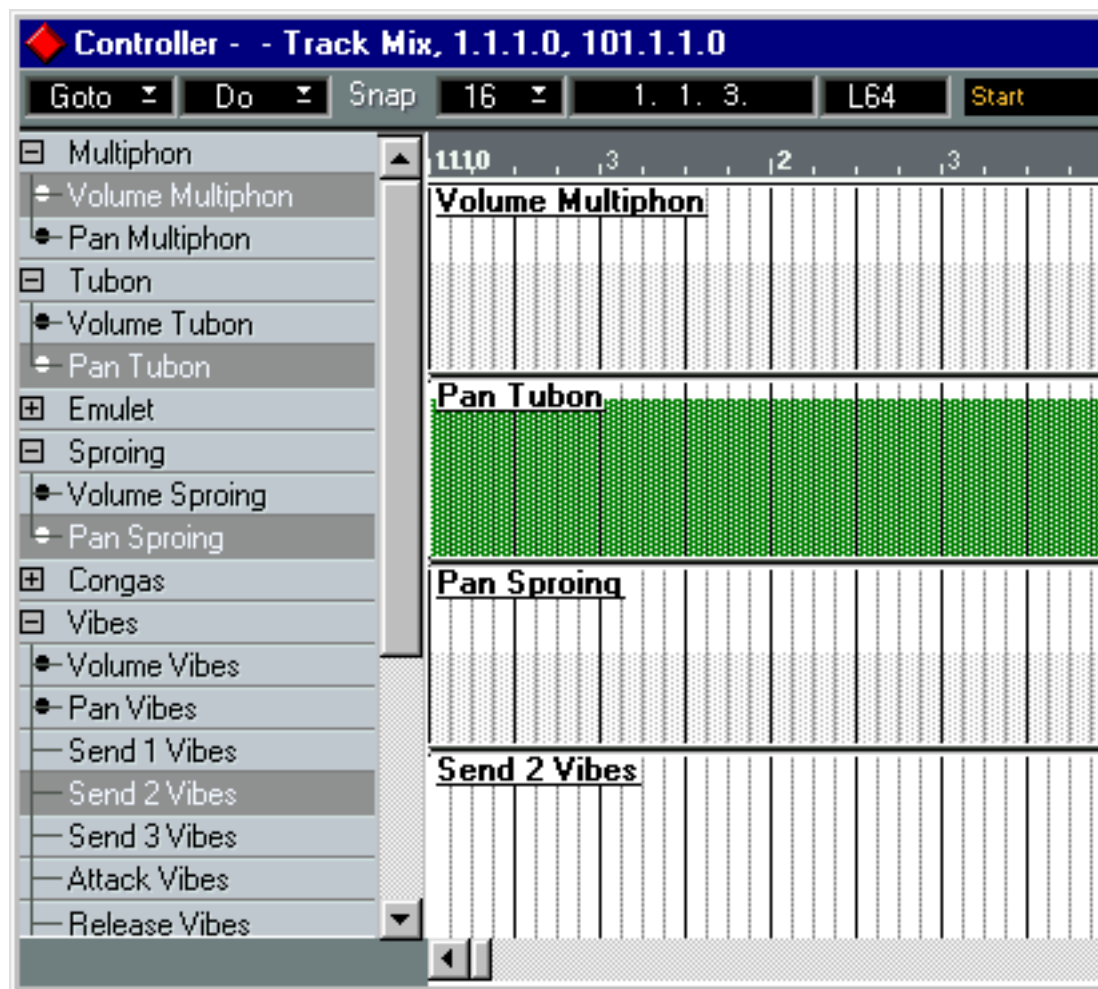 Controller - - Track Mix, 1.1.1.0, 101.1.1.0
Goto Do Snap 16 1. 1. 3. L64 Start
1.1.1.0 3 2 3
Multiphon
Volume Multiphon
Pan Multiphon
Tubon
Volume Tubon
Pan Tubon
Emulet
Sproing
Volume Sproing
Pan Sproing
Congas
Vibes
Volume Vibes
Pan Vibes
Send 1 Vibes
Send 2 Vibes
Send 3 Vibes
Attack Vibes
Release Vibes
Volume Multiphon
Pan Tubon
Pan Sproing
Send 2 Vibes